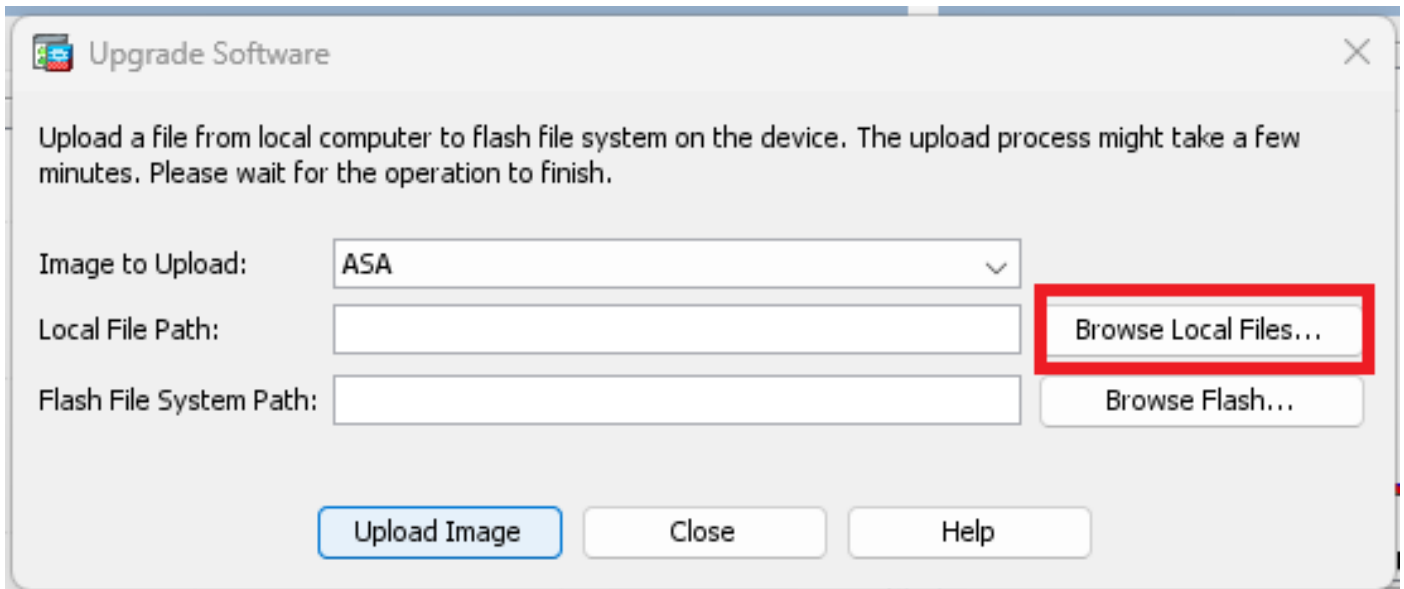 Upgrade Software
Upload a file from local computer to flash file system on the device. The upload process might take a few
minutes. Please wait for the operation to finish.
Image to Upload: ASA
Local File Path: Browse Local Files...
Flash File System Path: Browse Flash...
Upload Image Close Help